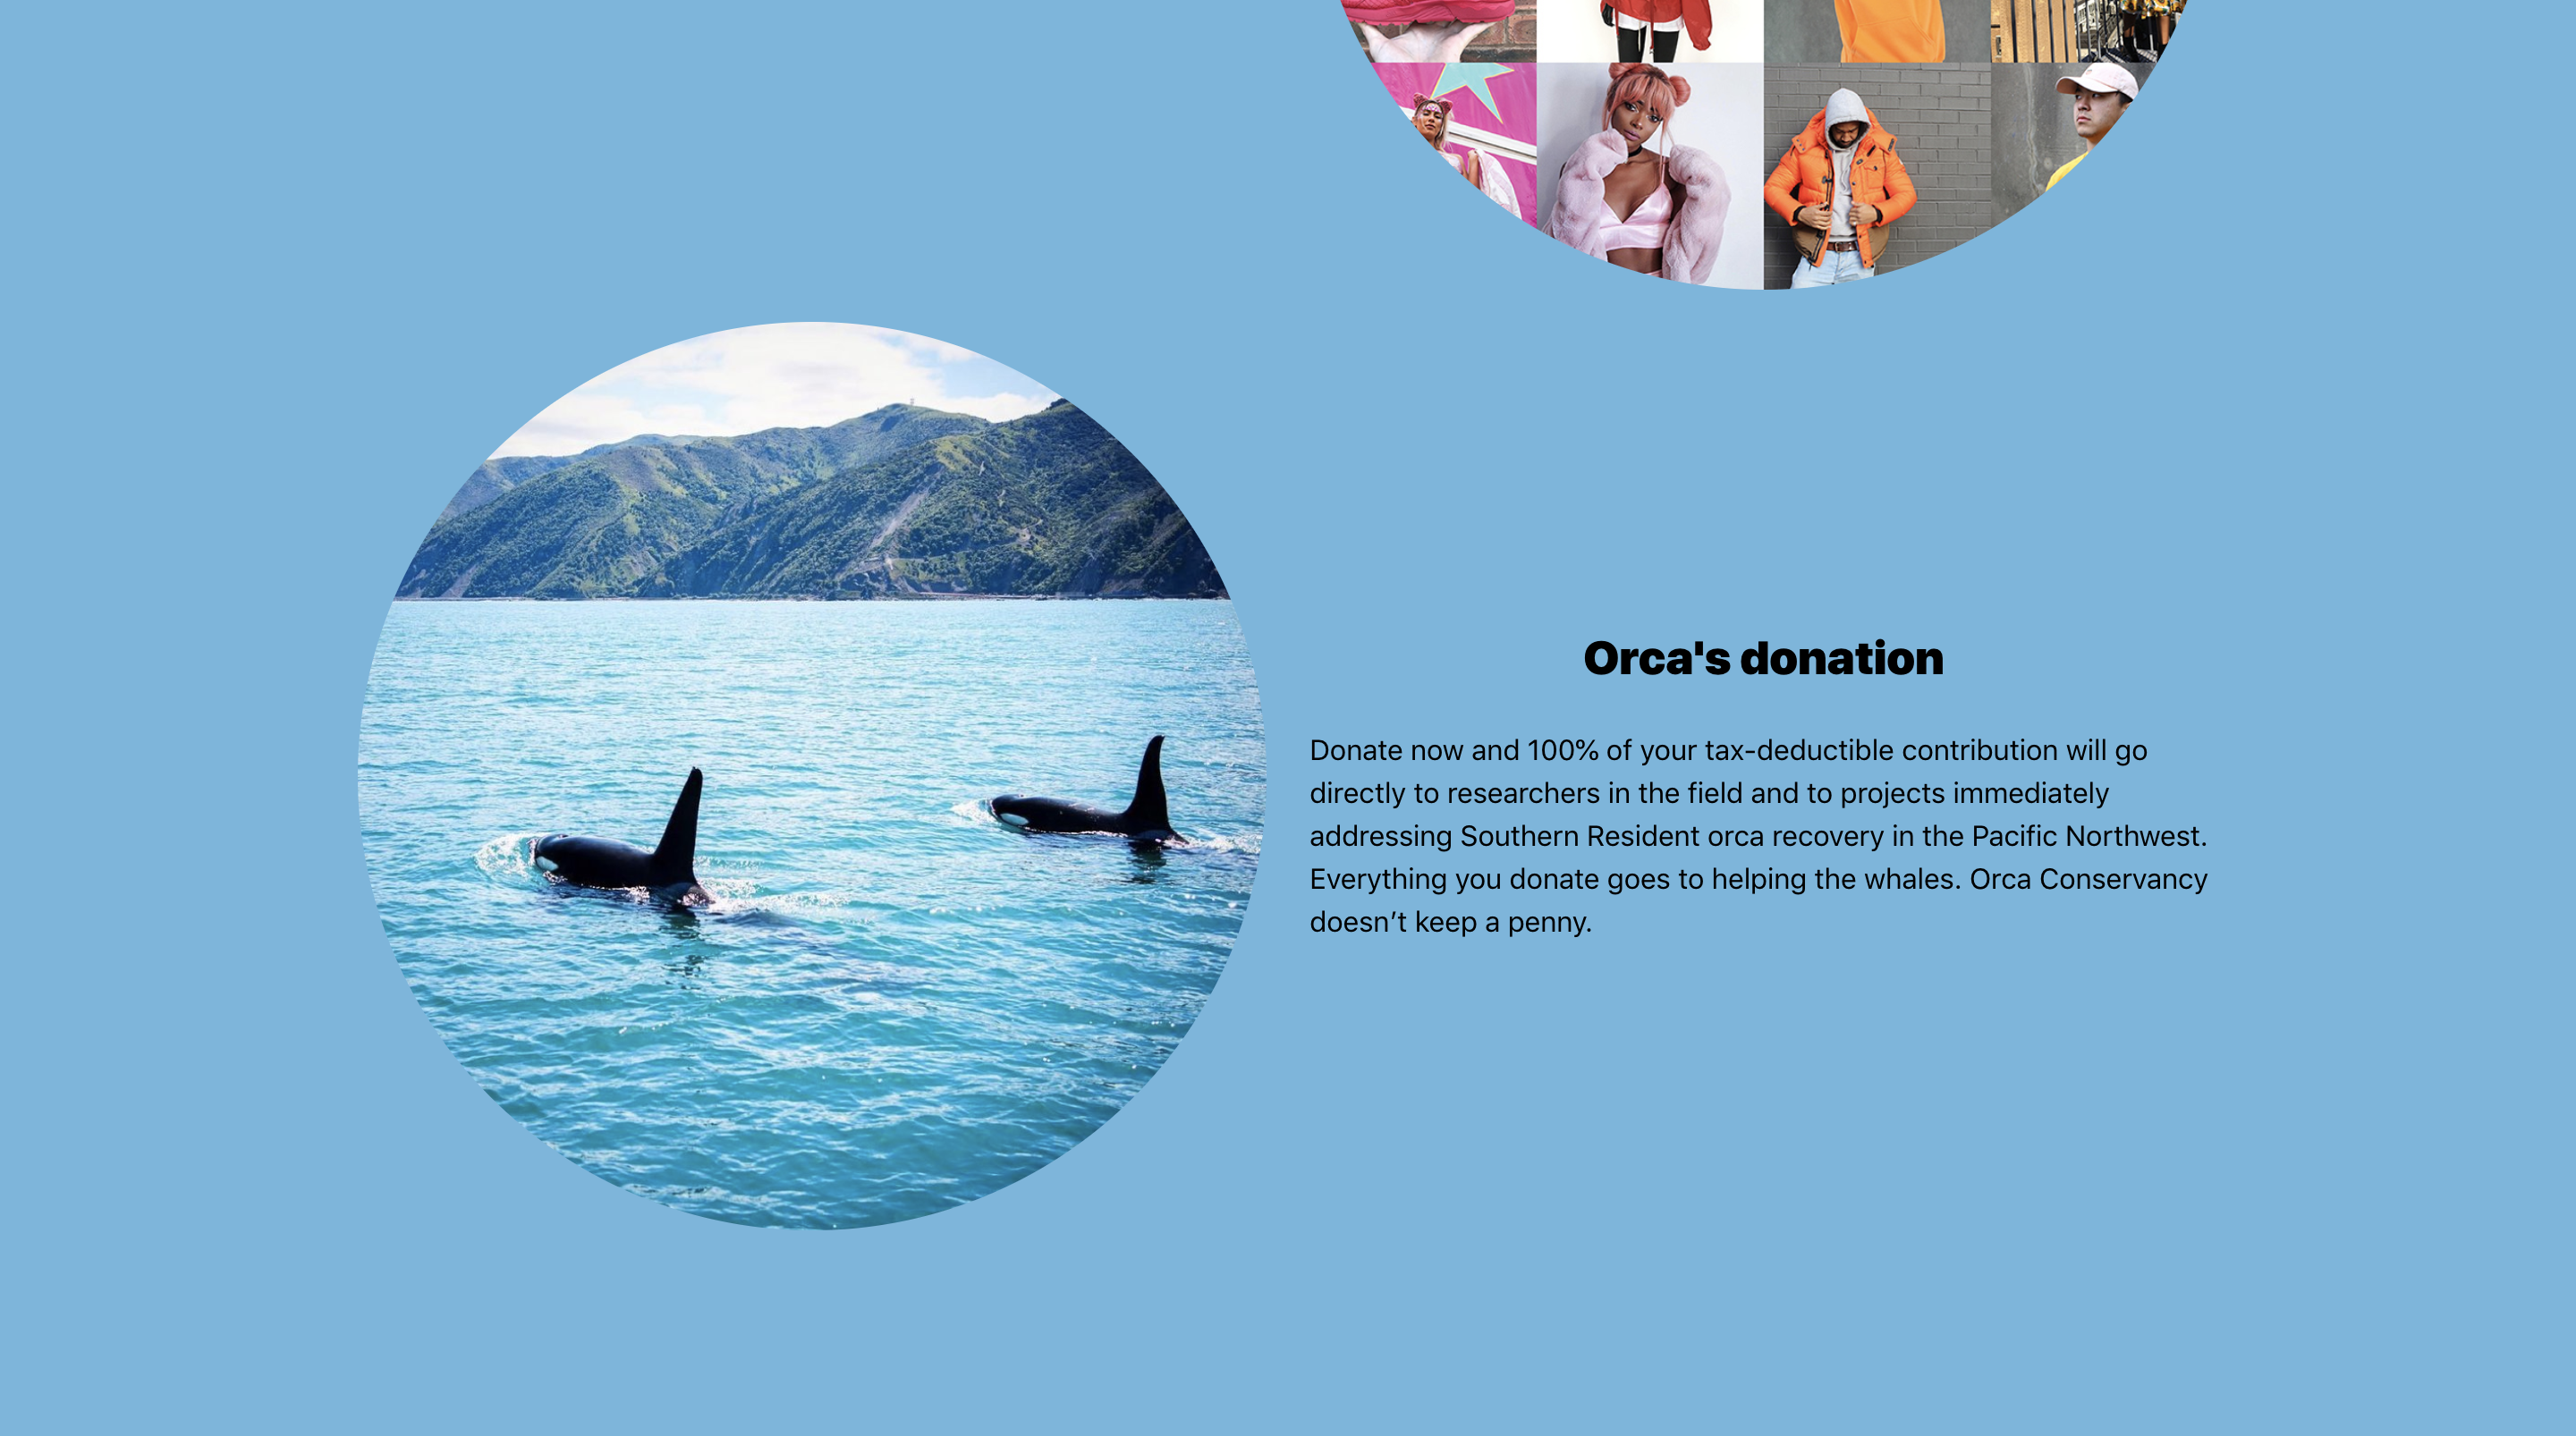 Orca's donation
Donate now and 100% of your tax-deductible contribution will go
directly to researchers in the field and to projects immediately
addressing Southern Resident orca recovery in the Pacific Northwest.
Everything you donate goes to helping the whales. Orca Conservancy
doesn’t keep a penny.